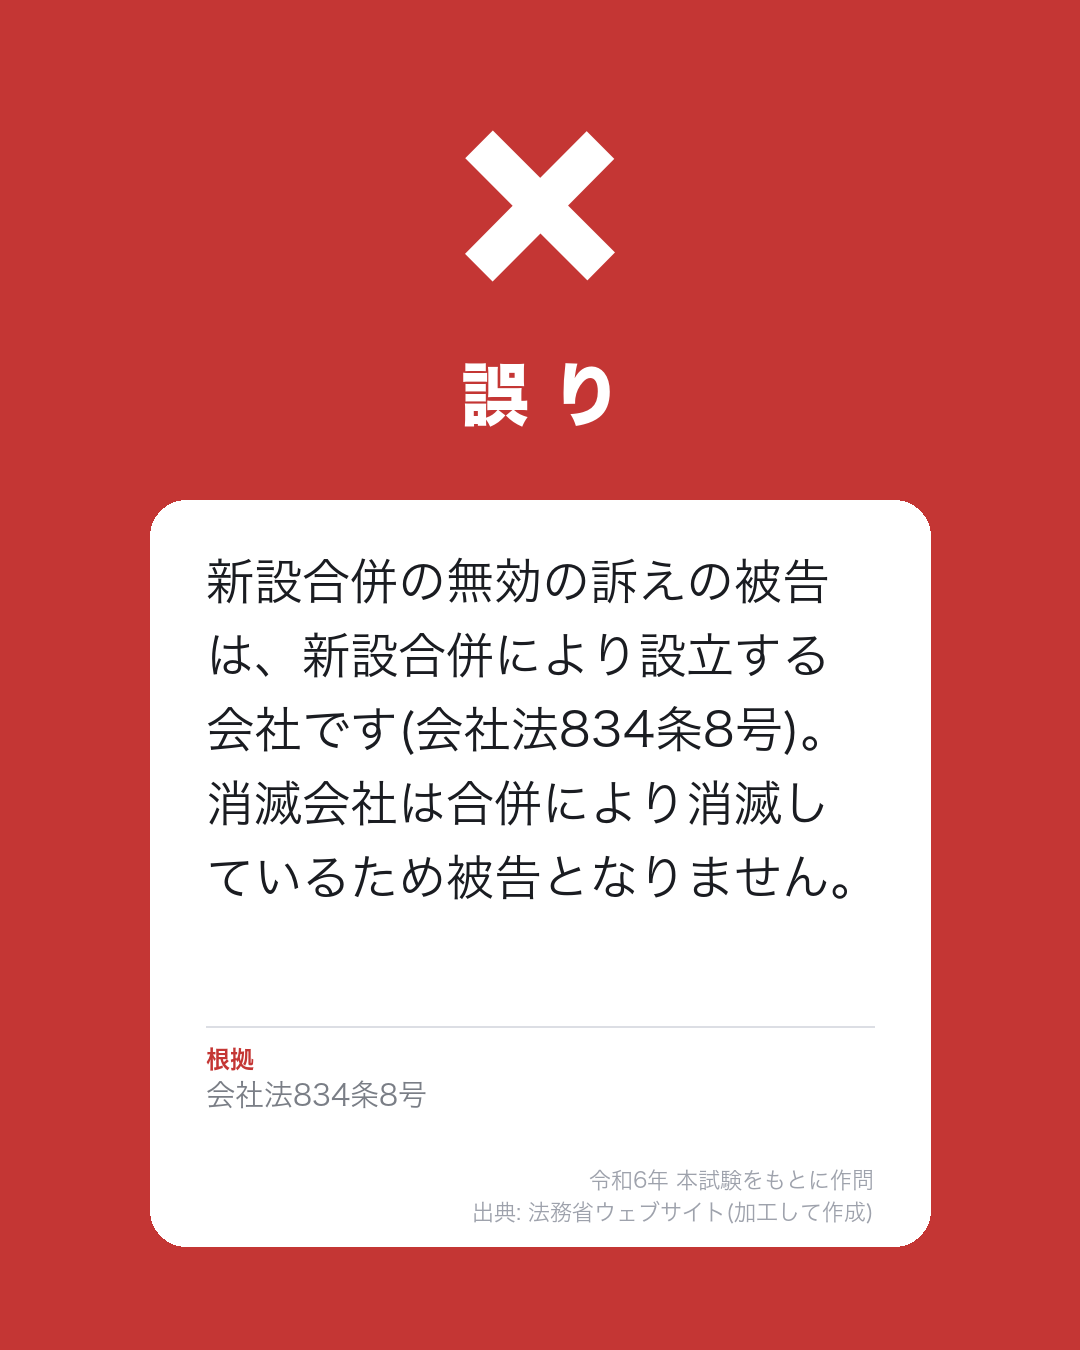 誤り
新設合併の無効の訴えの被告
は、新設合併により設立する
会社です(会社法834条8号)。
消滅会社は合併により消滅し
ているため被告となりません。
根拠
会社法834条8号
令和6年 本試験をもとに作問
出典: 法務省ウェブサイト(加工して作成)